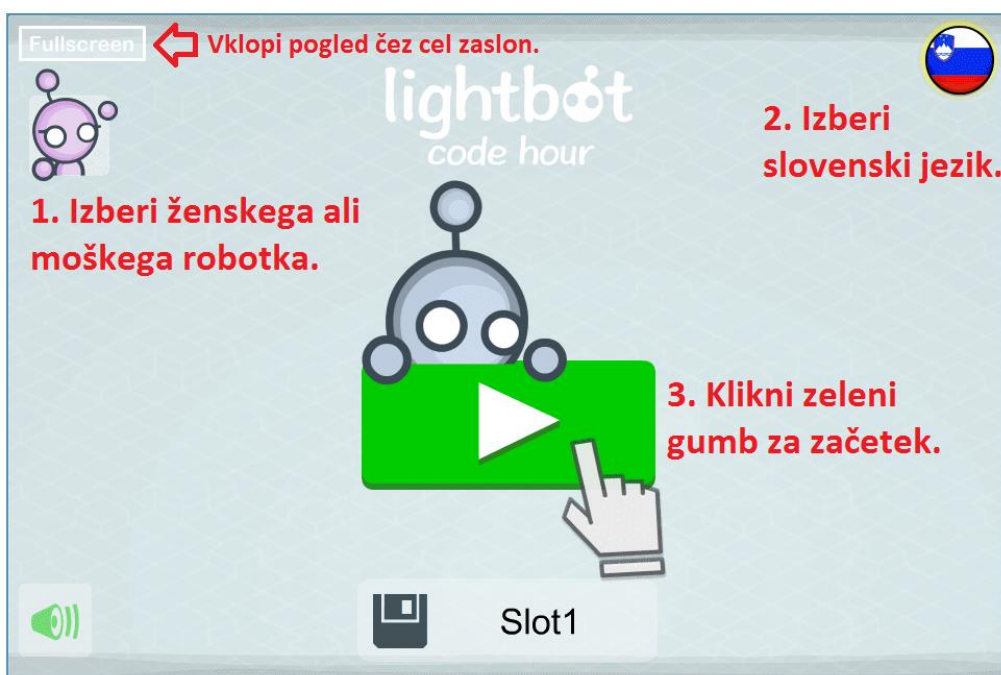 Fullscreen
Vklopi pogled čez cel zaslon.
lightbot
code hour
2. Izberi
slovenski jezik.
1. Izberi ženskega ali
moškega robotka.
3. Klikni zeleni
gumb za začetek.
Slot1